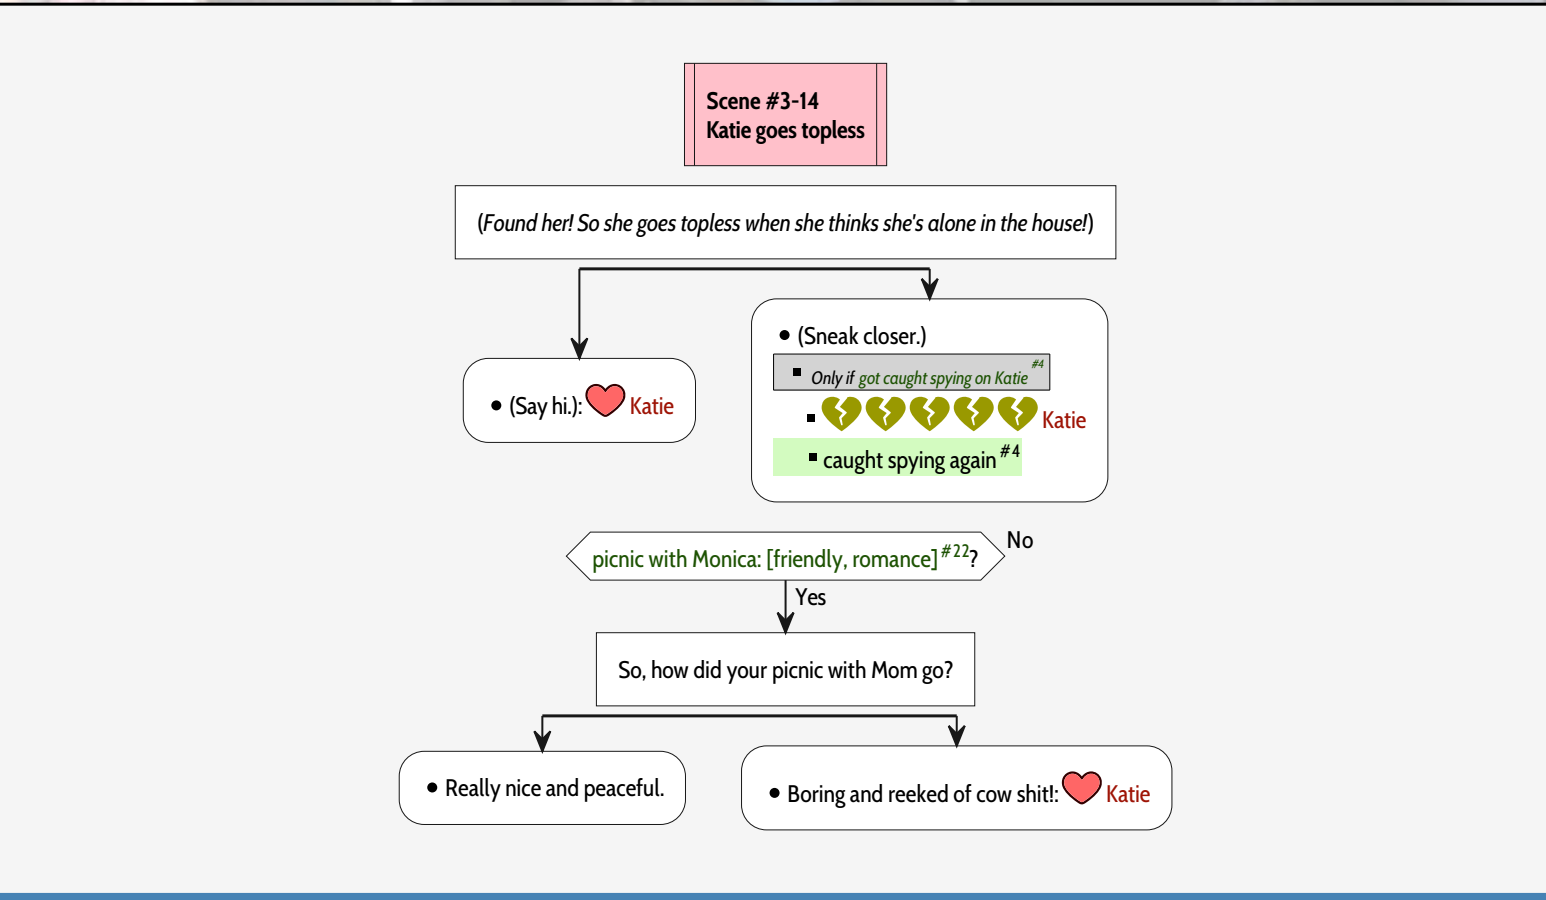 Scene #3-14
Katie goes topless
(Found her! So she goes topless when she thinks she's alone in the house!)
• (Say hi.): Katie
• (Sneak closer.)
▪ Only if got caught spying on Katie #4
▪ Katie
▪ caught spying again #4
picnic with Monica: [friendly, romance] #22?
No
Yes
So, how did your picnic with Mom go?
• Really nice and peaceful.
• Boring and reeked of cow shit!: Katie